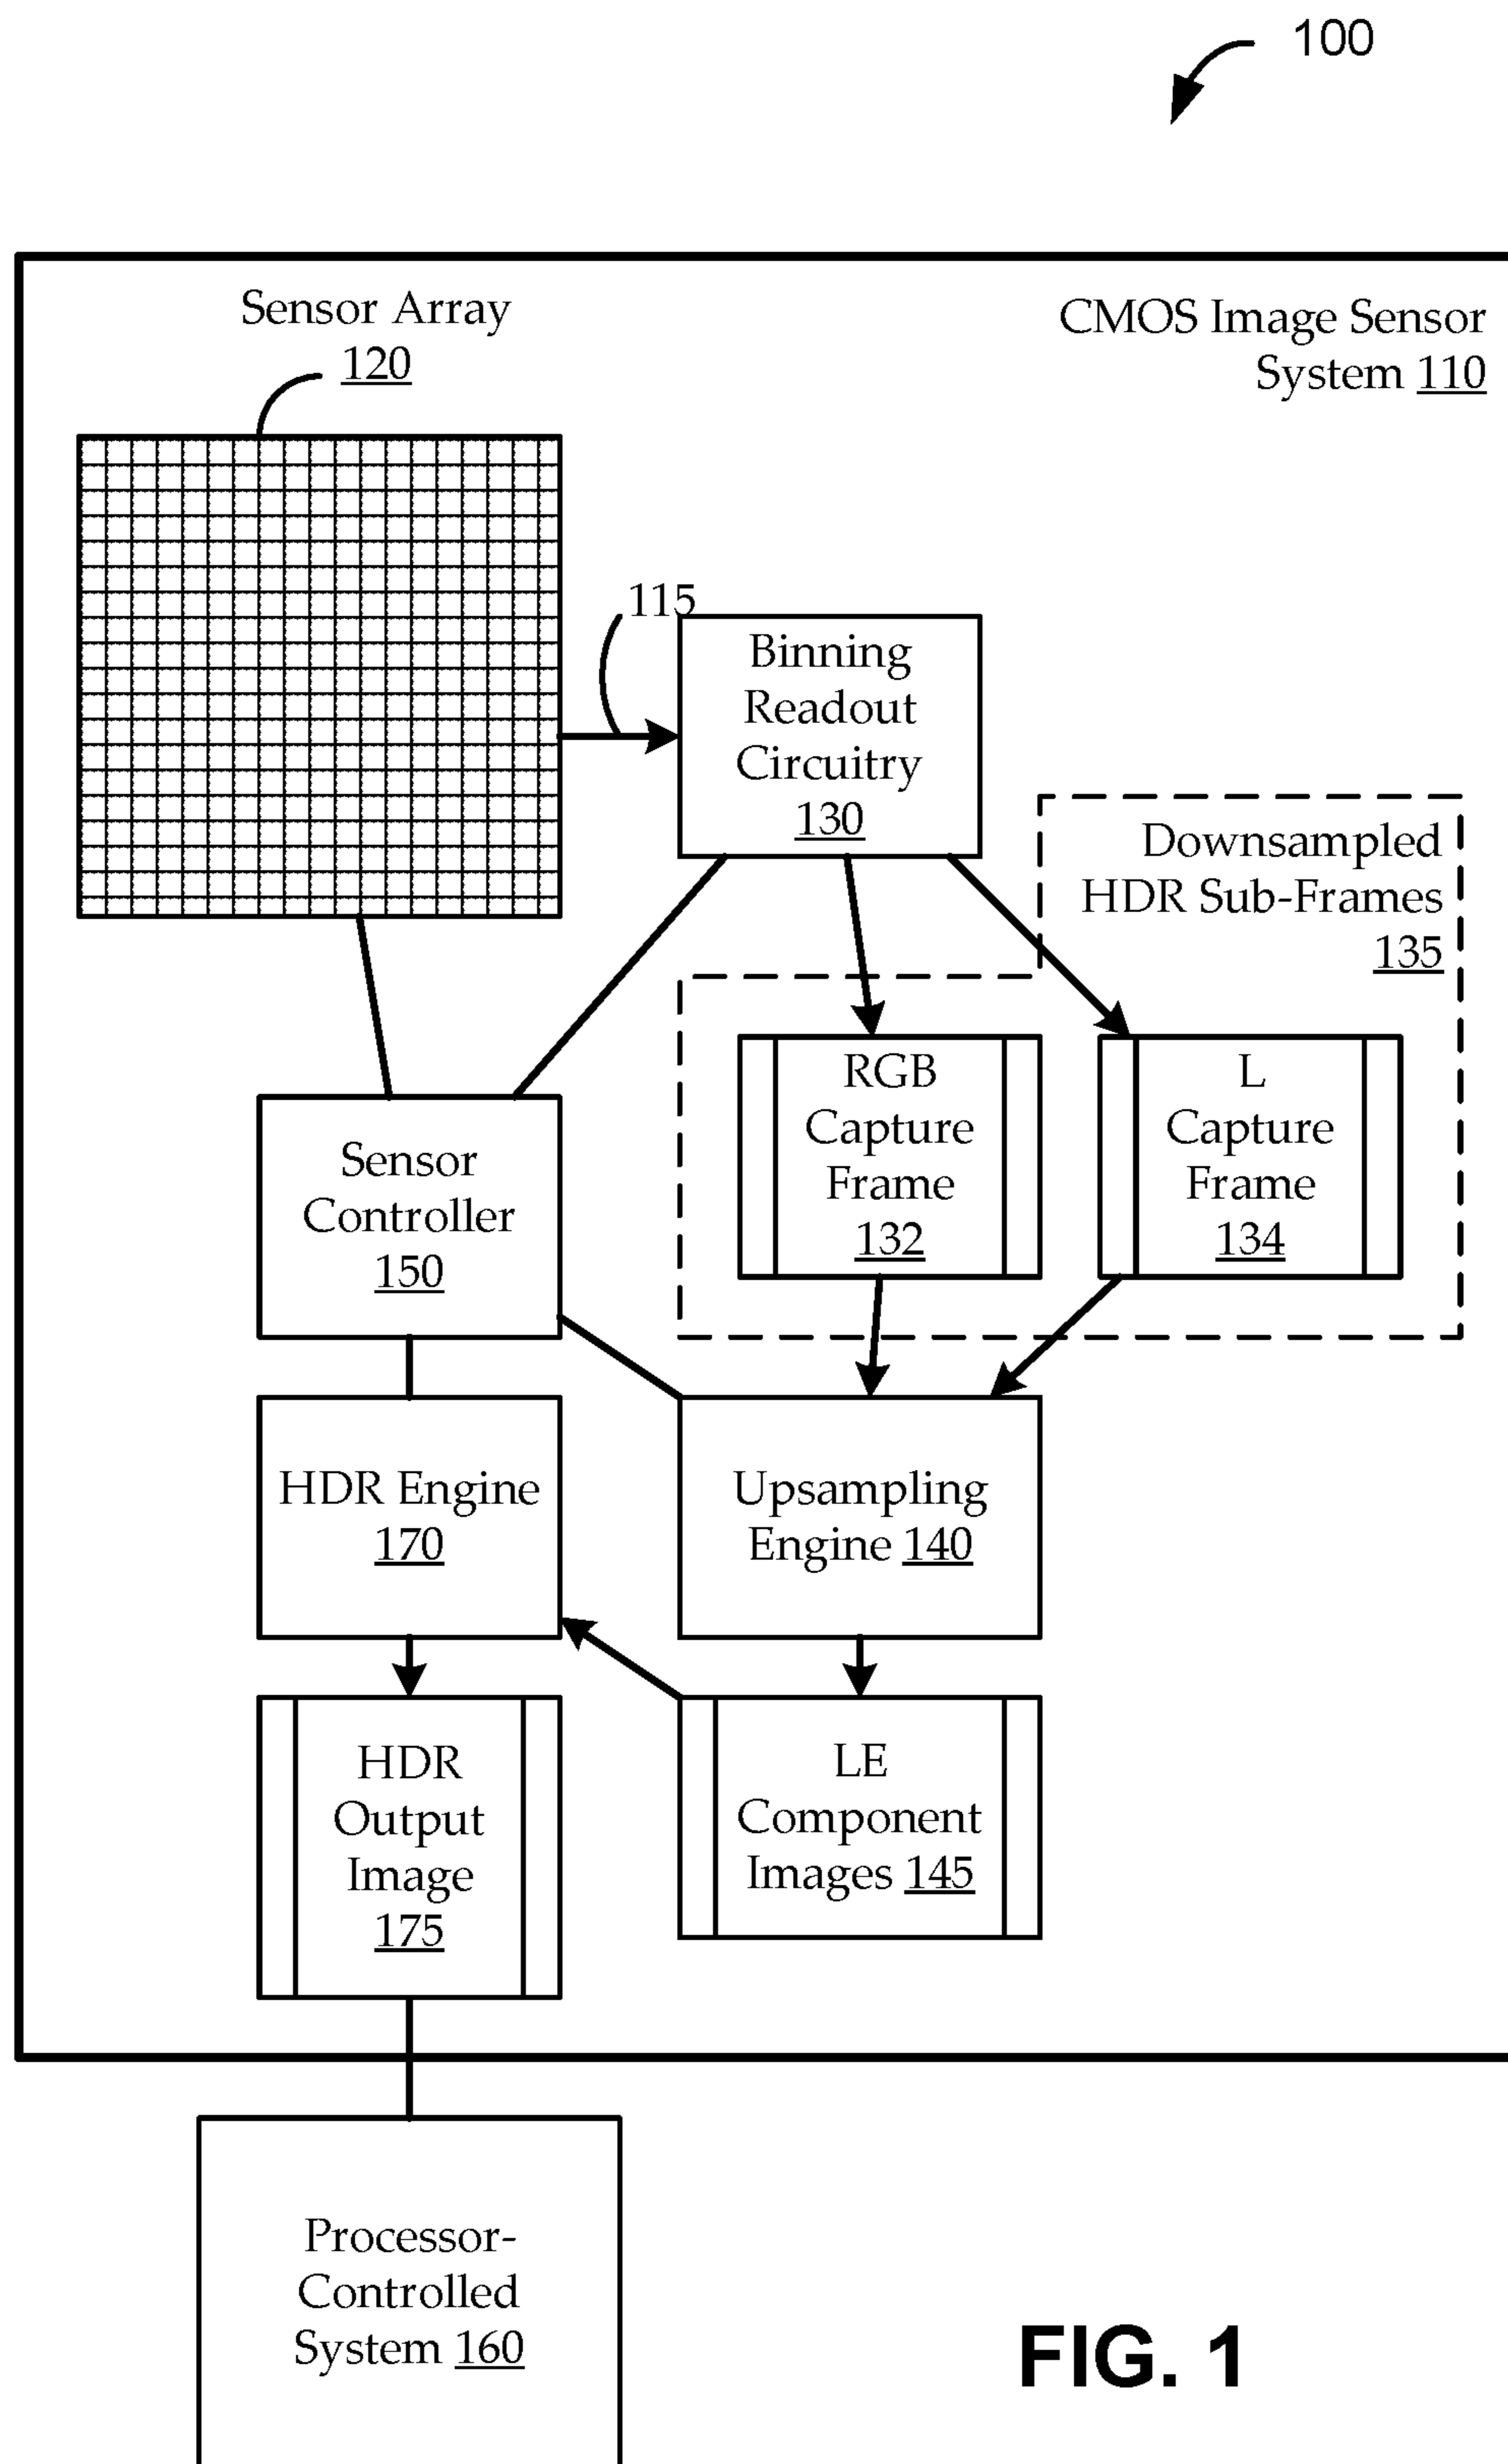 100
Sensor Array
120
CMOS Image Sensor
System 110
115
Binning
Readout
Circuitry
130
Downsampled
HDR Sub-Frames
135
RGB
Capture
Frame
132
L
Capture
Frame
134
Sensor
Controller
150
HDR Engine
170
Upsampling
Engine 140
HDR
Output
Image
175
LE
Component
Images 145
Processor-
Controlled
System 160
FIG. 1